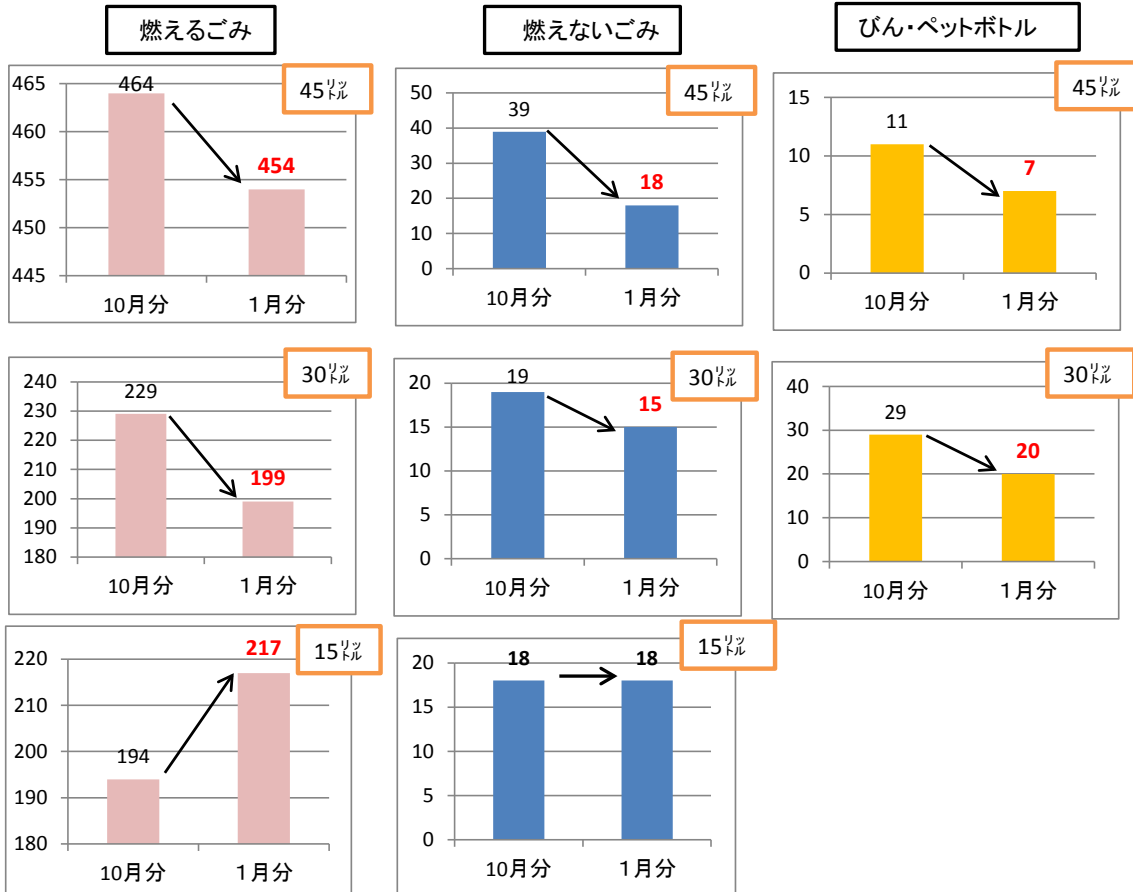 燃えるごみ
燃えないごみ
びん・ペットボトル
45リットル
465
460
455
450
445
464
454
10月分
1月分
45リットル
50
40
30
20
10
0
39
18
10月分
1月分
45リットル
15
10
5
0
11
7
10月分
1月分
30リットル
240
230
220
210
200
190
180
229
199
10月分
1月分
30リットル
20
15
10
5
0
19
15
10月分
1月分
30リットル
40
30
20
10
0
29
20
10月分
1月分
15リットル
220
210
200
190
180
194
217
10月分
1月分
15リットル
20
15
10
5
0
18
18
10月分
1月分